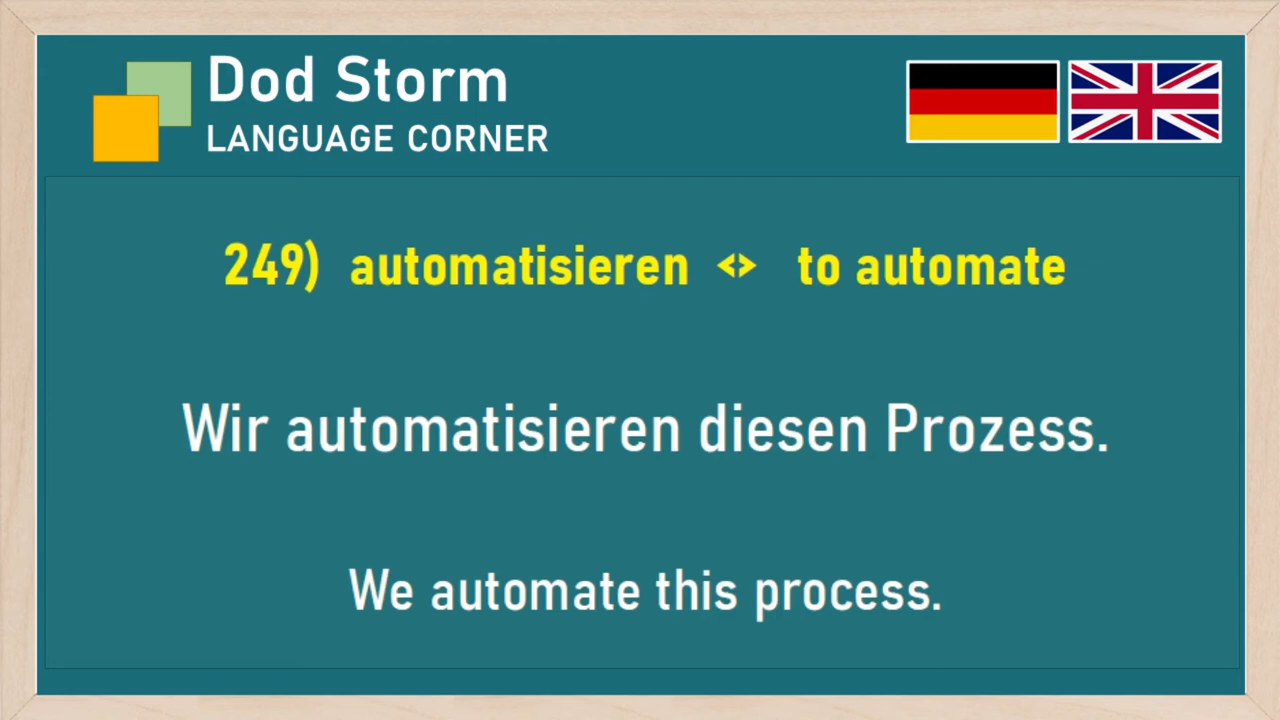 Dod Storm
LANGUAGE CORNER
249) automatisieren <> to automate
Wir automatisieren diesen Prozess.
We automate this process.